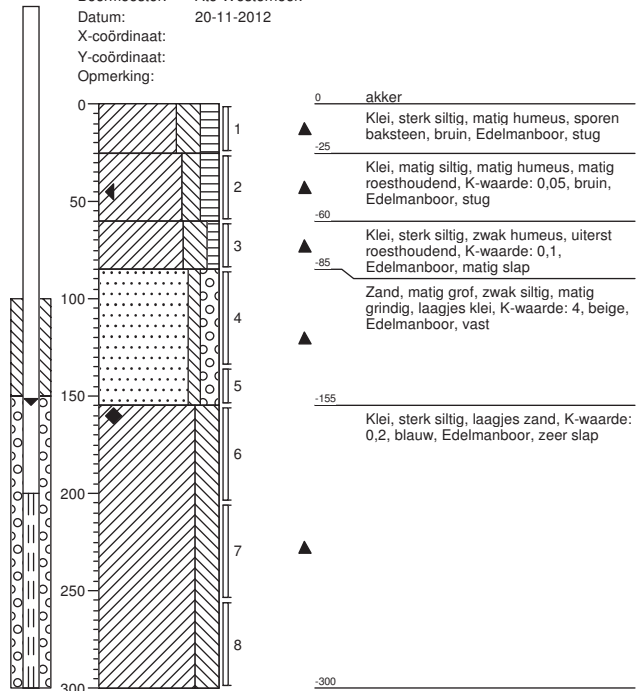 Datum: 20-11-2012
X-coördinaat:
Y-coördinaat:
Opmerking:
0
50
100
150
200
250
300
1
2
3
4
5
6
7
8
0 akker
Klei, sterk siltig, matig humeus, sporen
baksteen, bruin, Edelmanboor, stug
-25
Klei, matig siltig, matig humeus, matig
roesthoudend, K-waarde: 0,05, bruin,
Edelmanboor, stug
-60
Klei, sterk siltig, zwak humeus, uiterst
roesthoudend, K-waarde: 0,1,
Edelmanboor, matig slap
-85
Zand, matig grof, zwak siltig, matig
grindig, laagjes klei, K-waarde: 4, beige,
Edelmanboor, vast
-155
Klei, sterk siltig, laagjes zand, K-waarde:
0,2, blauw, Edelmanboor, zeer slap
-300